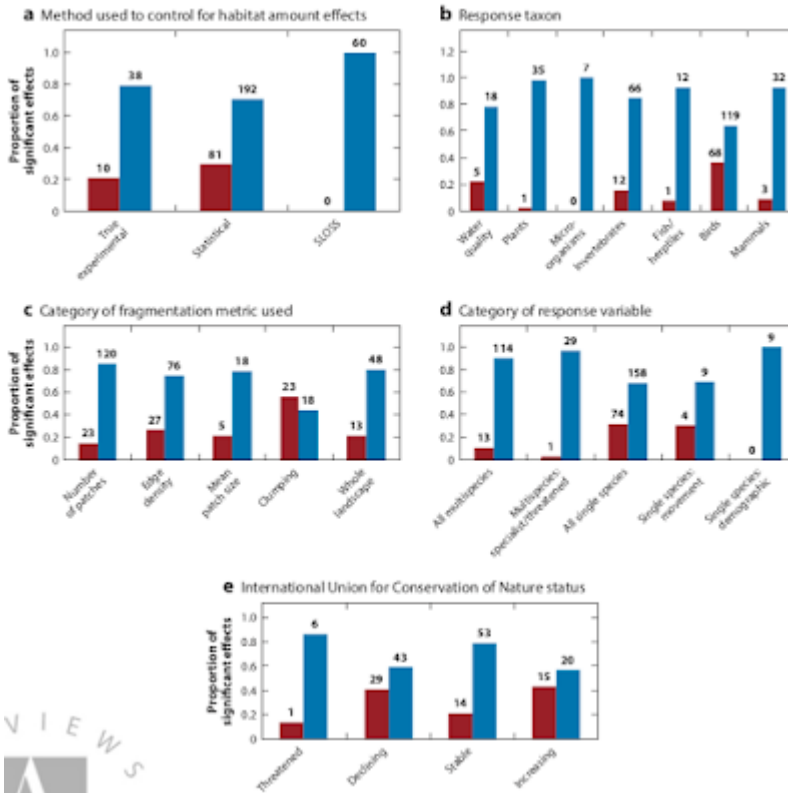 a Method used to control for habitat amount effects
Proportion of
significant effects
1.0
0.8
0.6
0.4
0.2
0
10
38
81
192
0
60
True
experimental
Statistical
SLOSS
b Response taxon
1.2
1.0
0.8
0.6
0.4
0.2
0
5
18
1
35
0
7
12
66
1
12
68
119
3
32
Water
quality
Plants
Micro-
organisms
Invertebrates
Fish/
herptiles
Birds
Mammals
c Category of fragmentation metric used
Proportion of
significant effects
1.0
0.8
0.6
0.4
0.2
0
23
120
27
76
5
18
23
18
13
48
Number
of patches
Edge
density
Mean
patch size
Clumping
Whole
landscape
d Category of response variable
1.0
0.8
0.6
0.4
0.2
0
13
114
1
29
74
158
4
9
0
9
All multispecies
Multispecies:
specialist/threatened
All single species
Single species:
movement
Single species:
demographic
e International Union for Conservation of Nature status
Proportion of
significant effects
1.0
0.8
0.6
0.4
0.2
0
1
6
29
43
14
53
15
20
Threatened
Declining
Stable
Increasing
VIEWS